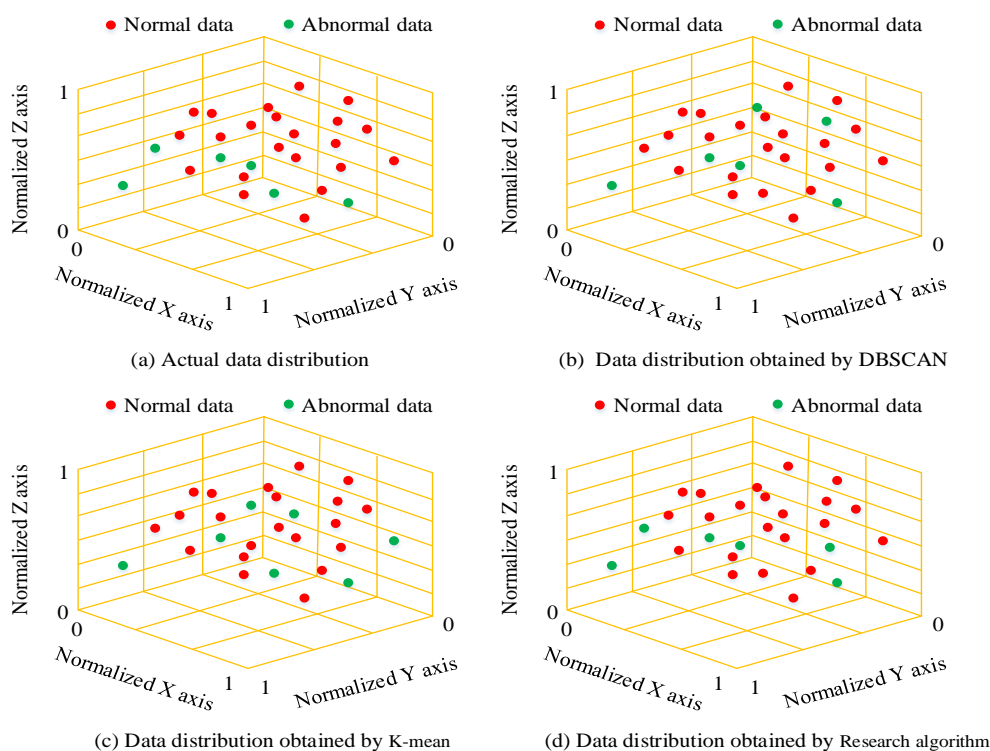 Normal data Abnormal data
Normalized Z axis
1
0
0
0
Normalized X axis
1 1
Normalized Y axis
(a) Actual data distribution
Normal data Abnormal data
Normalized Z axis
1
0
0
0
Normalized X axis
1 1
Normalized Y axis
(b) Data distribution obtained by DBSCAN
Normal data Abnormal data
Normalized Z axis
1
0
0
0
Normalized X axis
1 1
Normalized Y axis
(c) Data distribution obtained by K-mean
Normal data Abnormal data
Normalized Z axis
1
0
0
0
Normalized X axis
1 1
Normalized Y axis
(d) Data distribution obtained by Research algorithm